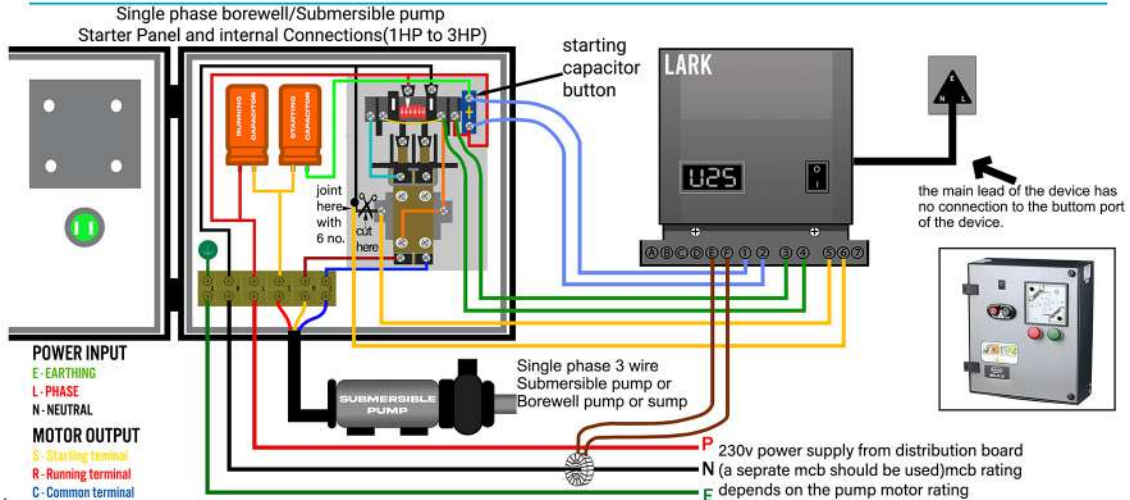 Single phase borewell/Submersible pump
Starter Panel and internal Connections(1HP to 3HP)
starting
capacitor
button
RUNNING
CAPACITOR
STARTING
CAPACITOR
joint
here
with
6 no.
cut
here
LARK
U25
E
N L
the main lead of the device has
no connection to the buttom port
of the device.
A B C D E F 1 2 3 4 5 6 7
SUBMERSIBLE
PUMP
Single phase 3 wire
Submersible pump or
Borewell pump or sump
POWER INPUT
E - EARTHING
L - PHASE
N - NEUTRAL
MOTOR OUTPUT
S - Starting teminal
R - Running terminal
C - Common terminal
P 230v power supply from distribution board
N (a seprate mcb should be used)mcb rating
E depends on the pump motor rating